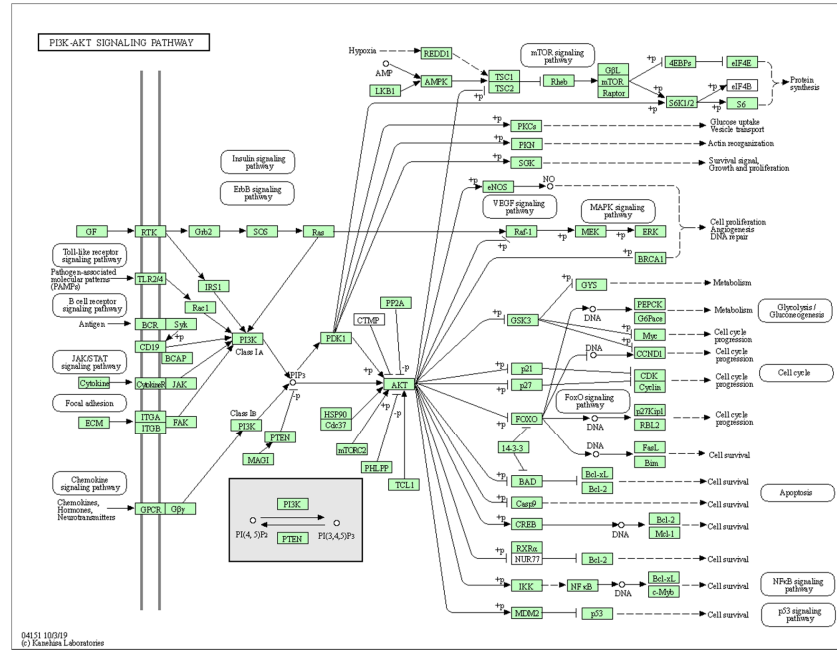 PI3K-AKT SIGNALING PATHWAY
Hypoxia
REDD1
mTOR signaling
pathway
AMP
LKB1
AMPK
TSC1
TSC2
Rheb
GβL
mTOR
Raptor
4EBPs
eIF4E
eIF4B
S6K1/2
S6
Protein
synthesis
+p
PKCs
Glucose uptake
Vesicle transport
PKN
Actin reorganization
SGK
Survival signal,
Growth and proliferation
Insulin signaling
pathway
ErbB signaling
pathway
eNOS
NO
VEGF signaling
pathway
MAPK signaling
pathway
GF
RTK
Grb2
SOS
Ras
Raf-1
MEK
ERK
BRCA1
Cell proliferation
Angiogenesis
DNA repair
Toll-like receptor
signaling pathway
Pathogen-associated
molecular patterns
(PAMPs)
TLR2/4
IRS1
Rac1
B cell receptor
signaling pathway
Antigen
BCR
Syk
+p
CD19
BCAP
PI3K
Class IA
JAK/STAT
signaling pathway
Cytokine
CytokineR
JAK
Focal adhesion
ECM
ITGA
ITGB
FAK
Class IB
PI3K
PTEN
MAGI
PIP3
-p
PDK1
PP2A
CTMP
AKT
+p
-p
HSP90
Cdc37
mTORC2
PHLPP
TCL1
Chemokine
signaling pathway
Chemokines,
Hormones,
Neurotransmitters
GPCR
Gβγ
PI3K
PI(4,5)P2
PI(3,4,5)P3
PTEN
GYS
Metabolism
GSK3
PEPCK
G6Pace
DNA
Metabolism
Glycolysis /
Gluconeogenesis
Myc
Cell cycle
progression
CCND1
DNA
Cell cycle
progression
p21
p27
CDK
Cyclin
Cell cycle
progression
Cell cycle
FoxO signaling
pathway
FOXO
DNA
p27Kip1
RBL2
Cell cycle
progression
14-3-3
DNA
FasL
Bim
Cell survival
BAD
Bcl-xL
Bcl-2
Apoptosis
Casp9
Cell survival
CREB
DNA
Bcl-2
Mcl-1
Cell survival
RXRα
NUR77
Bcl-2
Cell survival
IKK
NFκB
DNA
Bcl-xL
c-Myb
Cell survival
NFκB signaling
pathway
MDM2
p53
p53 signaling
pathway
04151 10/3/19
(c) Kanehisa Laboratories